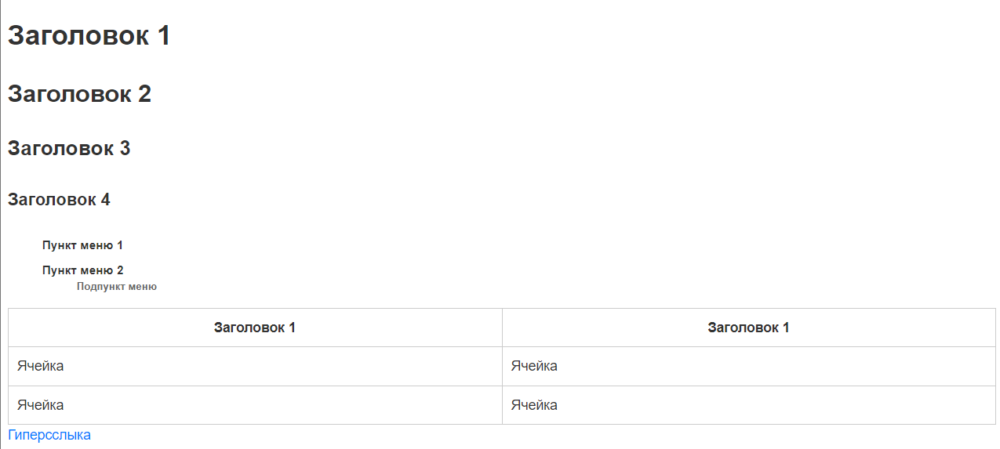 Заголовок 1
Заголовок 2
Заголовок 3
Заголовок 4
Пункт меню 1
Пункт меню 2
Подпункт меню
Заголовок 1 Заголовок 1
Ячейка Ячейка
Ячейка Ячейка
Гиперсслыка